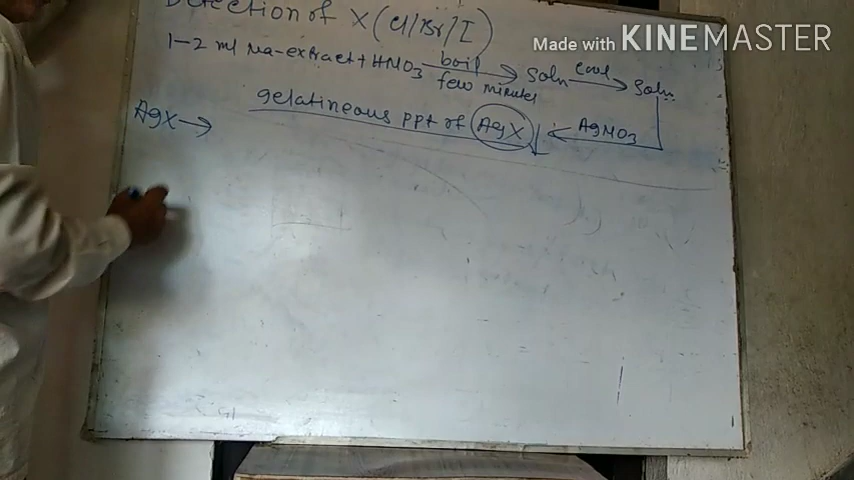 Detection of X (Cl/Br/I)
Made with KINEMASTER
1-2 ml Na-extract + HNO3 boil few minutes → Soln cool → Soln.
AgX → gelatineous ppt of AgX ↓ ← AgNO3